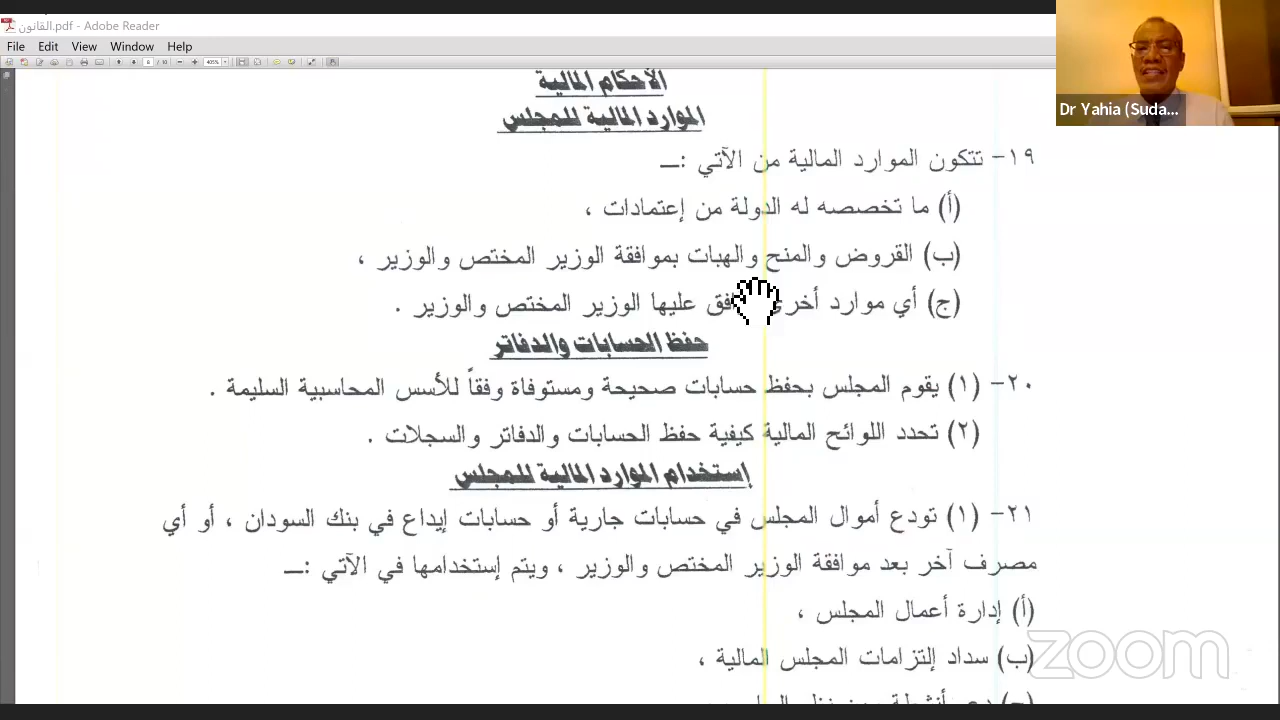 القانون.pdf - Adobe Reader
File Edit View Window Help
8 / 10 405%
Dr Yahia (Suda...
الأحكام المالية
الموارد المالية للمجلس
١٩- تتكون الموارد المالية من الآتي :ـــ
(أ) ما تخصصه له الدولة من إعتمادات ،
(ب) القروض والمنح والهبات بموافقة الوزير المختص والوزير ،
(ج) أي موارد أخرى عليها الوزير المختص والوزير .
حفظ الحسابات والدفاتر
٢٠- (١) يقوم المجلس بحفظ حسابات صحيحة ومستوفاة وفقاً للأسس المحاسبية السليمة .
(٢) تحدد اللوائح المالية كيفية حفظ الحسابات والدفاتر والسجلات .
إستخدام الموارد المالية للمجلس
٢١- (١) تودع أموال المجلس في حسابات جارية أو حسابات إيداع في بنك السودان ، أو أي
مصرف آخر بعد موافقة الوزير المختص والوزير ، ويتم إستخدامها في الآتي :ـــ
(أ) إدارة أعمال المجلس ،
(ب) سداد إلتزامات المجلس المالية ،
zoom